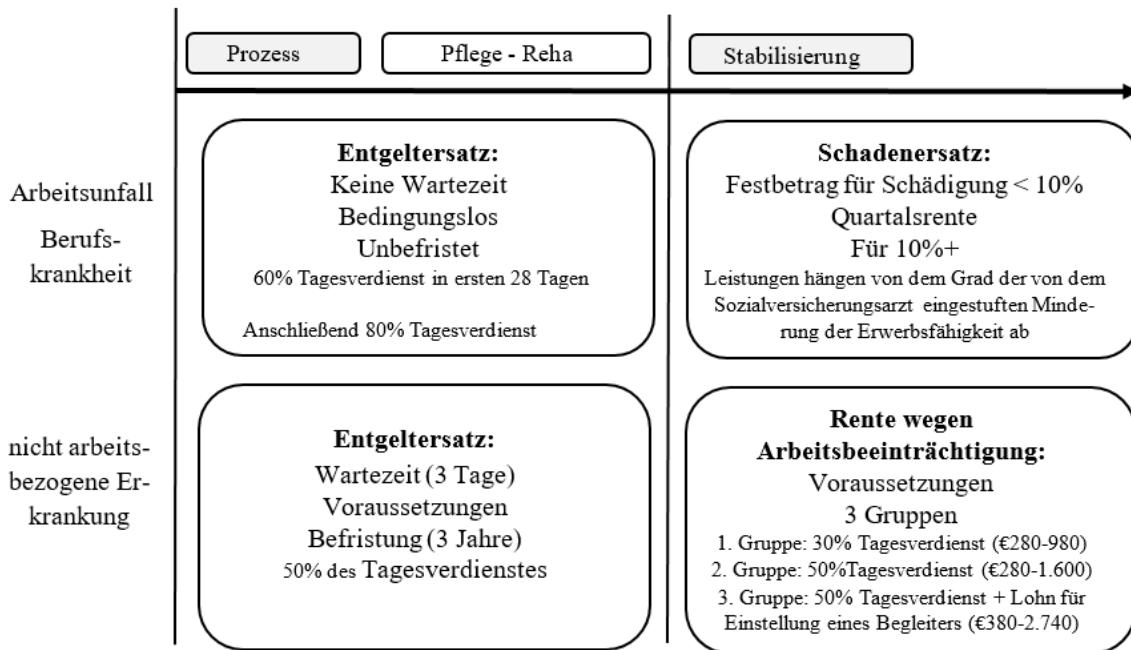 Prozess
Pflege - Reha
Stabilisierung
Arbeitsunfall
Berufs-
krankheit
Entgeltersatz:
Keine Wartezeit
Bedingungslos
Unbefristet
60% Tagesverdienst in ersten 28 Tagen
Anschließend 80% Tagesverdienst
Schadenersatz:
Festbetrag für Schädigung < 10%
Quartalsrente
Für 10%+
Leistungen hängen von dem Grad der von dem
Sozialversicherungsarzt eingestuften Minde-
rung der Erwerbsfähigkeit ab
nicht arbeits-
bezogene Er-
krankung
Entgeltersatz:
Wartezeit (3 Tage)
Voraussetzungen
Befristung (3 Jahre)
50% des Tagesverdienstes
Rente wegen
Arbeitsbeeinträchtigung:
Voraussetzungen
3 Gruppen
1. Gruppe: 30% Tagesverdienst (€280-980)
2. Gruppe: 50%Tagesverdienst (€280-1.600)
3. Gruppe: 50% Tagesverdienst + Lohn für
Einstellung eines Begleiters (€380-2.740)